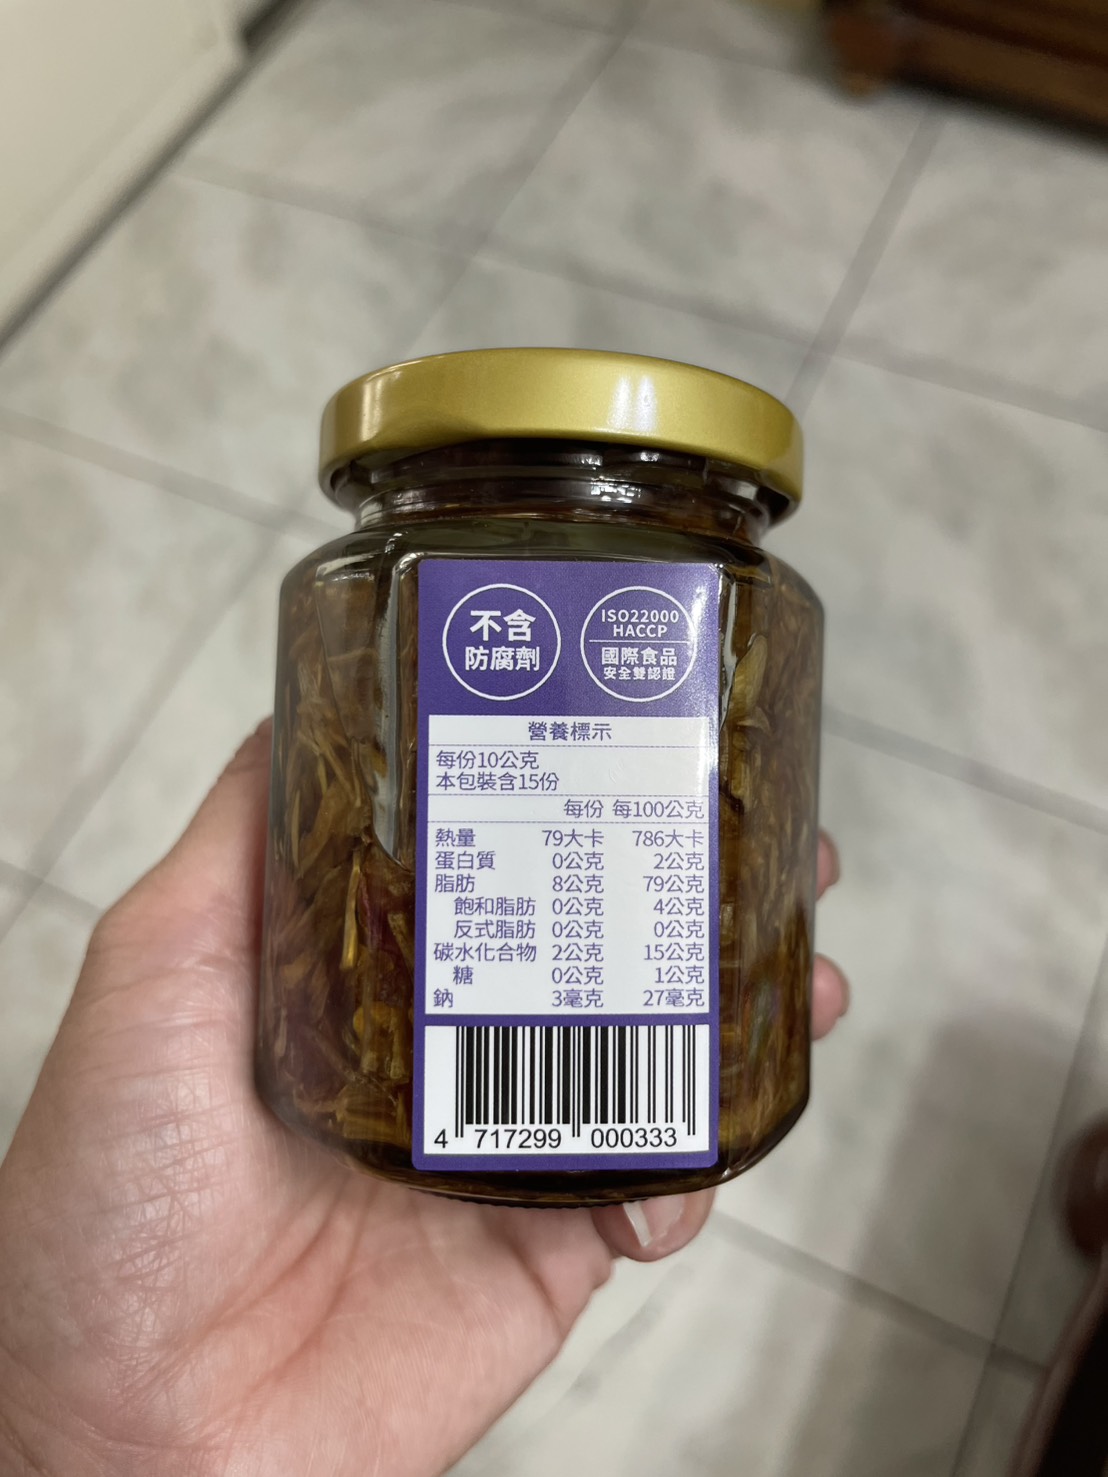 不含
防腐劑
ISO22000
HACCP
國際食品
安全雙認證
營養標示
每份10公克
本包裝含15份
每份 每100公克
熱量 79大卡 786大卡
蛋白質 0公克 2公克
脂肪 8公克 79公克
飽和脂肪 0公克 4公克
反式脂肪 0公克 0公克
碳水化合物 2公克 15公克
糖 0公克 1公克
鈉 3毫克 27毫克
4 717299 000333